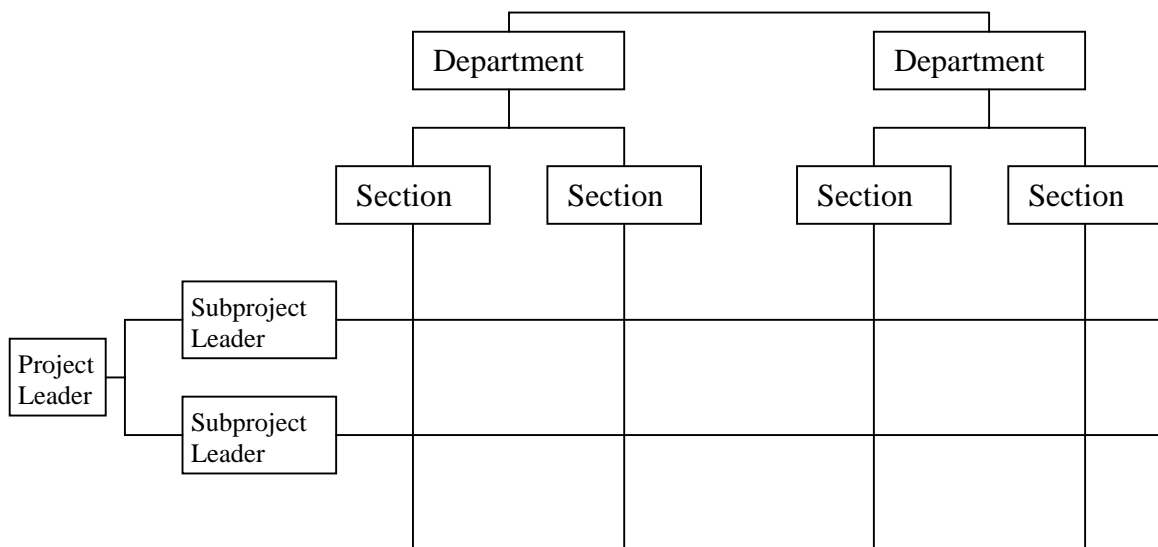 Department
Department
Section
Section
Section
Section
Subproject
Leader
Project
Leader
Subproject
Leader